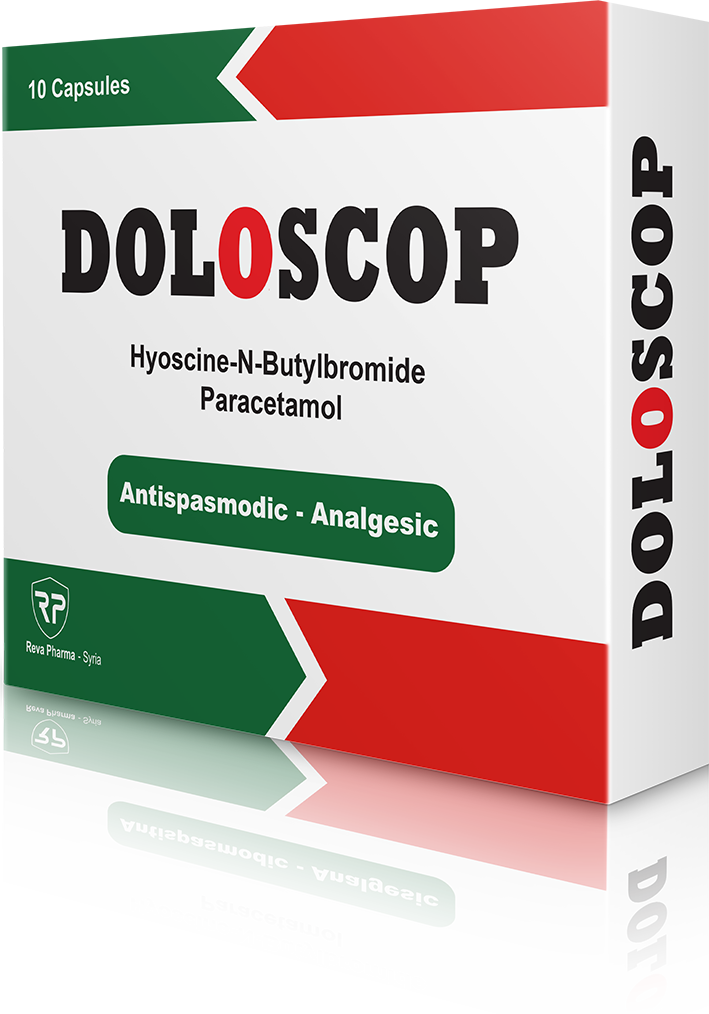 10 Capsules
DOLOSCOP
Hyoscine-N-Butylbromide
Paracetamol
Antispasmodic - Analgesic
RP
Reva Pharma - Syria
DOLOSCOP